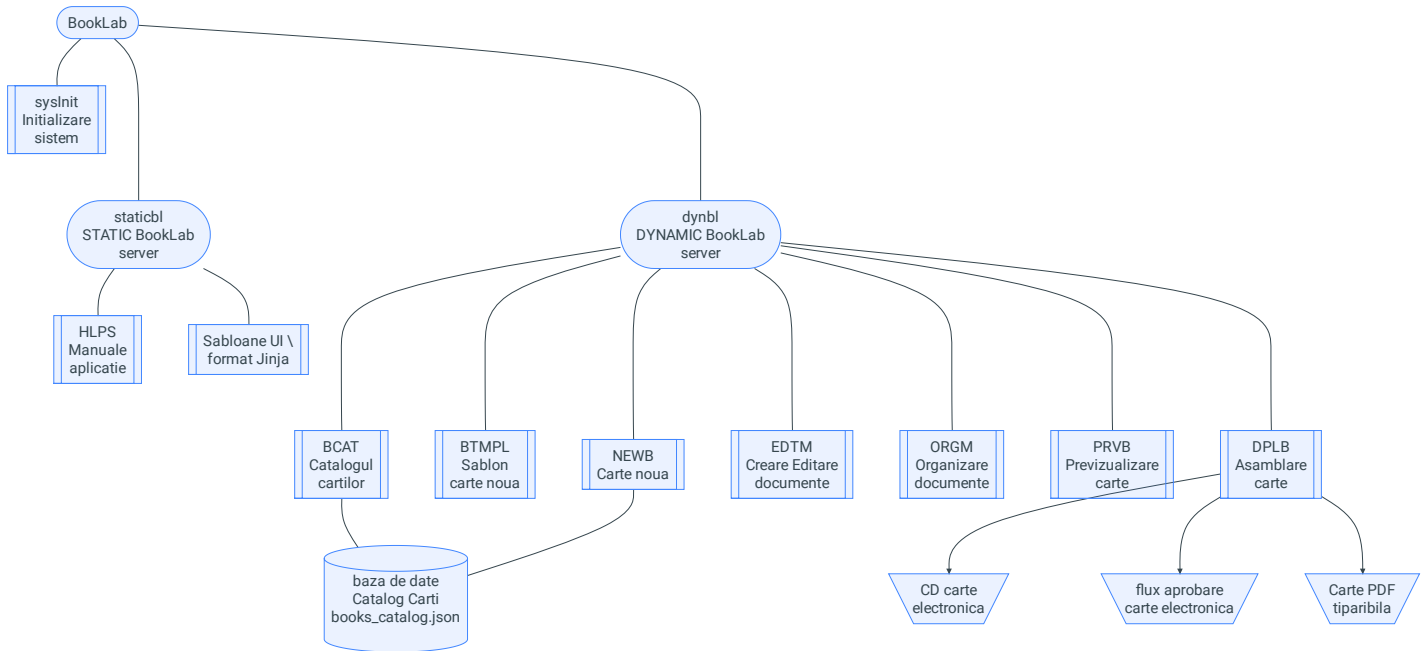 BookLab
sysInit
Initializare
sistem
staticbl
STATIC BookLab
server
dynbl
DYNAMIC BookLab
server
HLPS
Manuale
aplicatie
Sabloane UI \
format Jinja
BCAT
Catalogul
cartilor
BTMPL
Sablon
carte noua
NEWB
Carte noua
EDTM
Creare Editare
documente
ORGM
Organizare
documente
PRVB
Previzualizare
carte
DPLB
Asamblare
carte
baza de date
Catalog Carti
books_catalog.json
CD carte
electronica
flux aprobare
carte electronica
Carte PDF
tiparibila